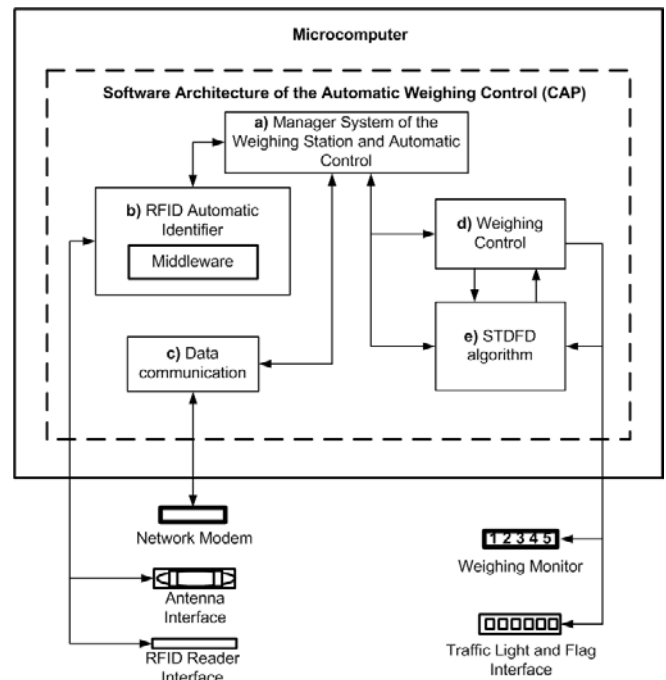 Microcomputer
Software Architecture of the Automatic Weighing Control (CAP)
a) Manager System of the
Weighing Station and Automatic
Control
b) RFID Automatic
Identifier
Middleware
d) Weighing
Control
c) Data
communication
e) STDFD
algorithm
Network Modem
1 2 3 4 5
Weighing Monitor
Antenna
Interface
RFID Reader
Interface
Traffic Light and Flag
Interface